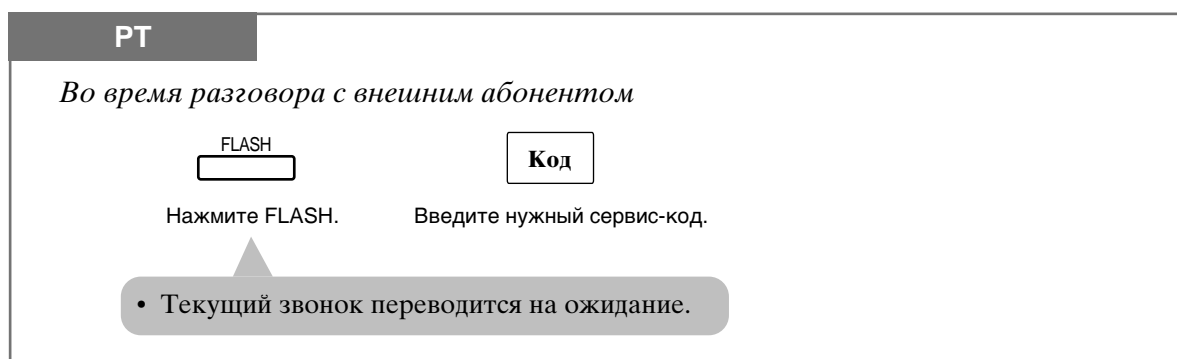 PT
Во время разговора с внешним абонентом
FLASH
Код
Нажмите FLASH.
Введите нужный сервис-код.
• Текущий звонок переводится на ожидание.